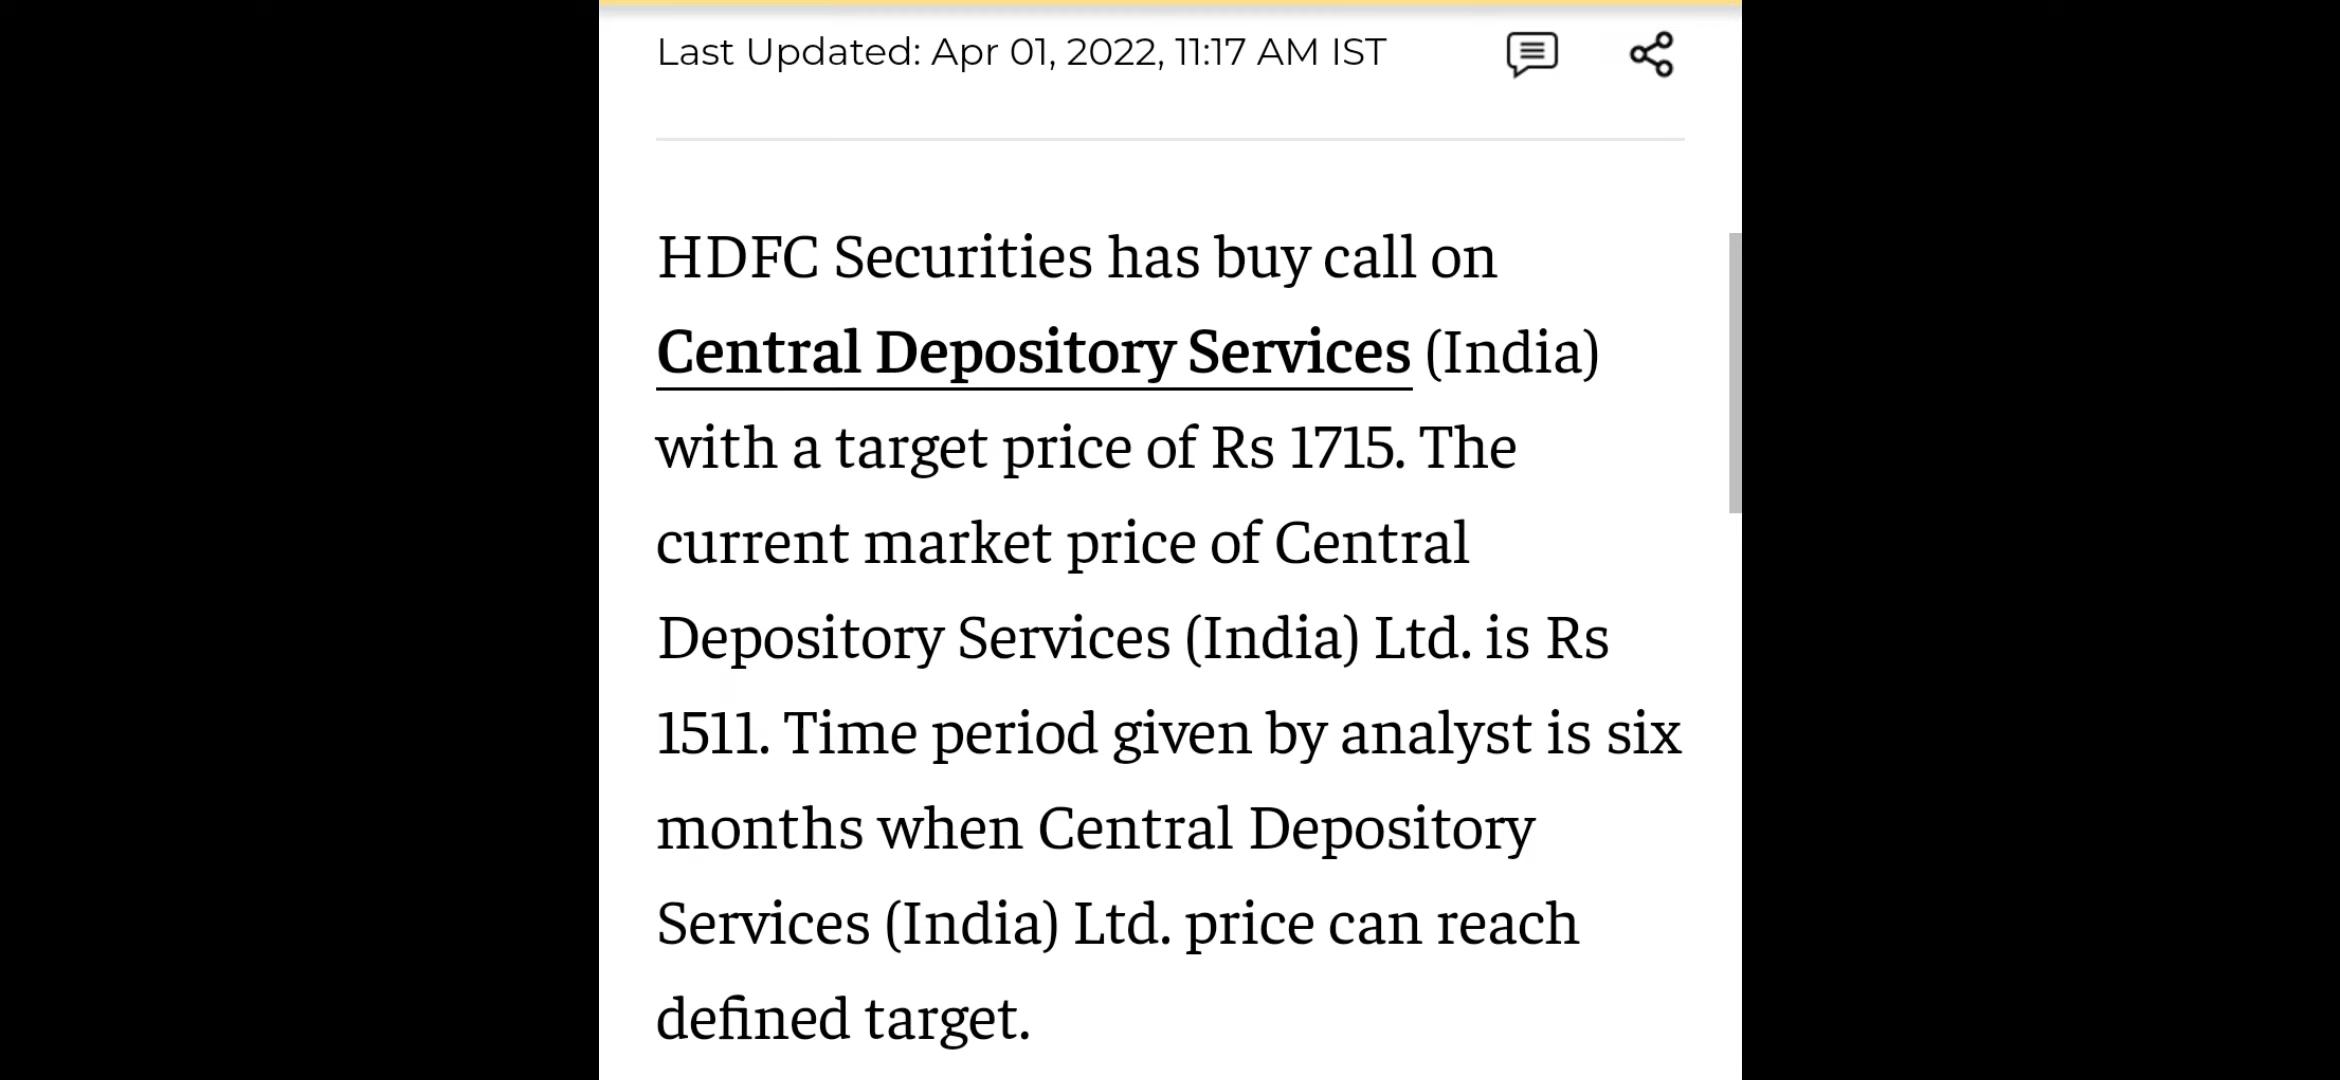 Last Updated: Apr 01, 2022, 11:17 AM IST
HDFC Securities has buy call on
Central Depository Services (India)
with a target price of Rs 1715. The
current market price of Central
Depository Services (India) Ltd. is Rs
1511. Time period given by analyst is six
months when Central Depository
Services (India) Ltd. price can reach
defined target.